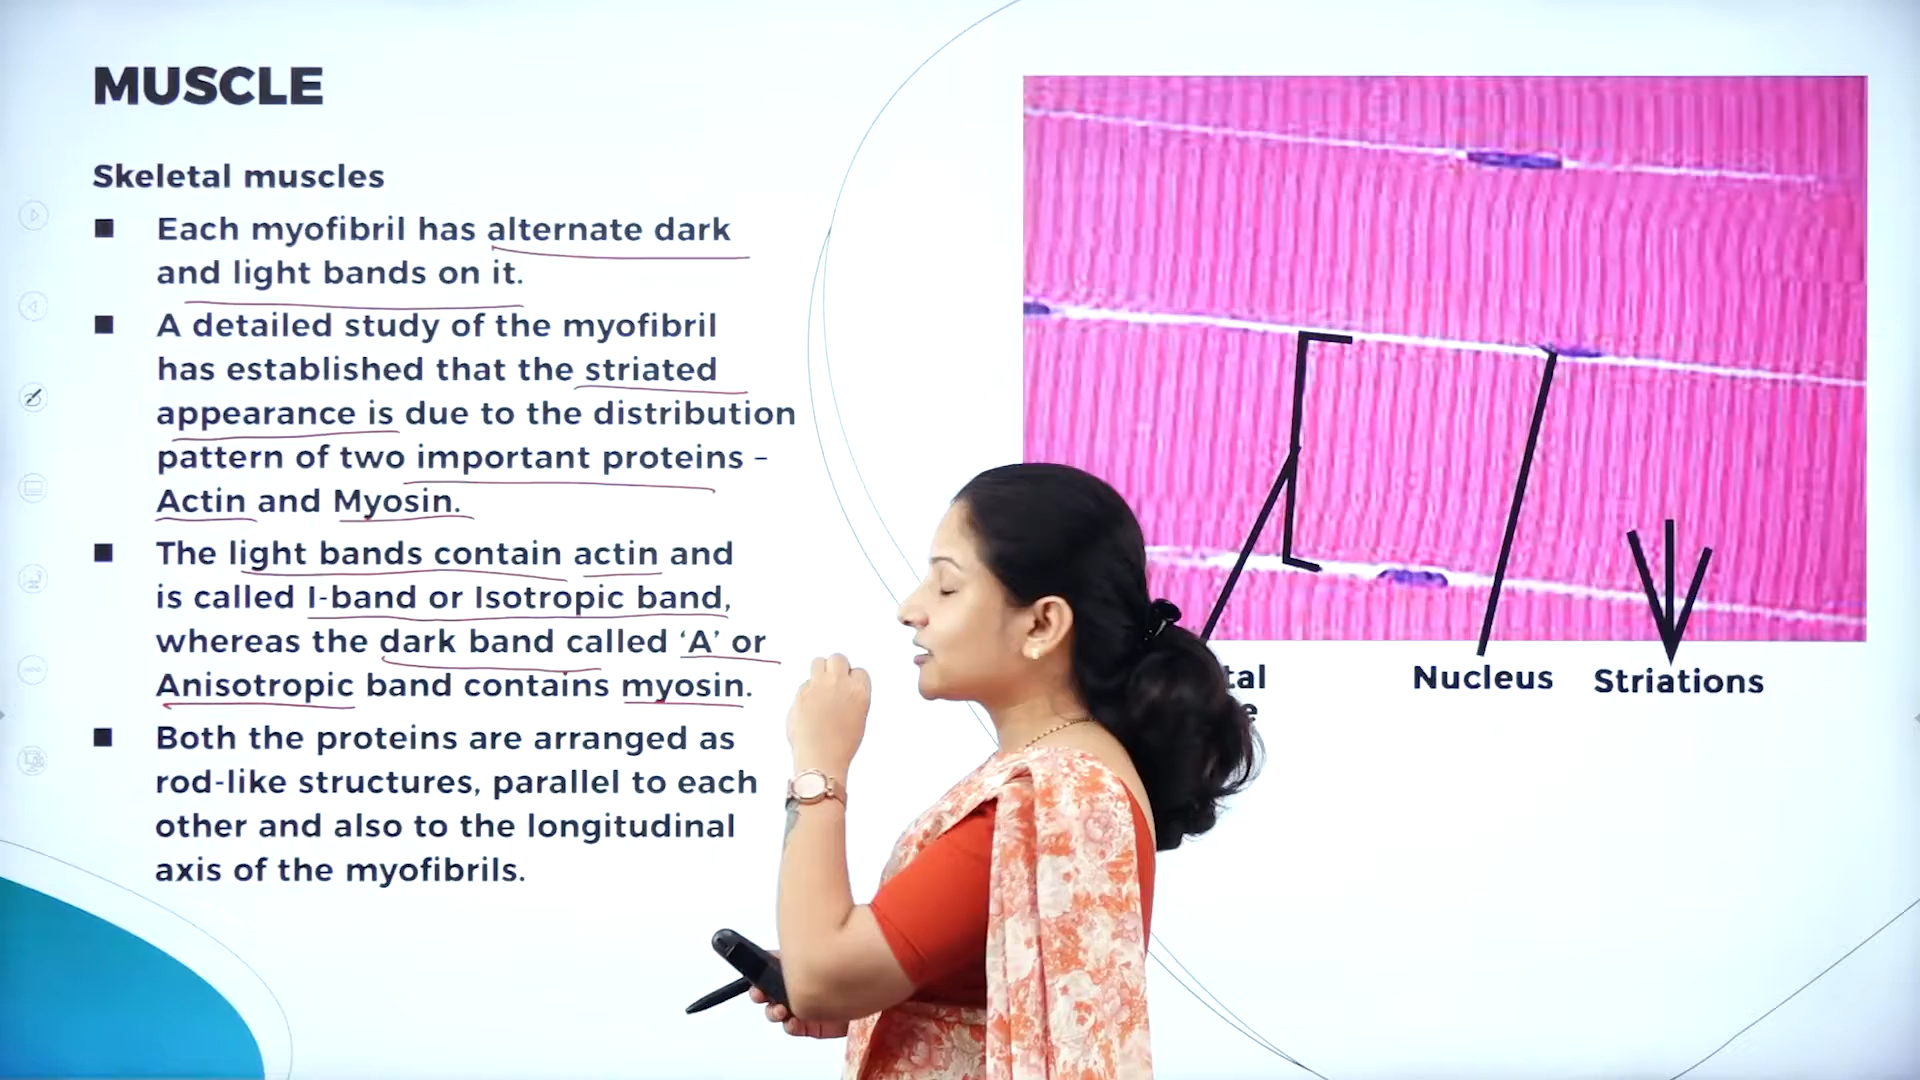 MUSCLE
Skeletal muscles
■ Each myofibril has alternate dark
and light bands on it.
■ A detailed study of the myofibril
has established that the striated
appearance is due to the distribution
pattern of two important proteins –
Actin and Myosin.
■ The light bands contain actin and
is called I-band or Isotropic band,
whereas the dark band called ‘A’ or
Anisotropic band contains myosin.
■ Both the proteins are arranged as
rod-like structures, parallel to each
other and also to the longitudinal
axis of the myofibrils.
Nucleus
Striations